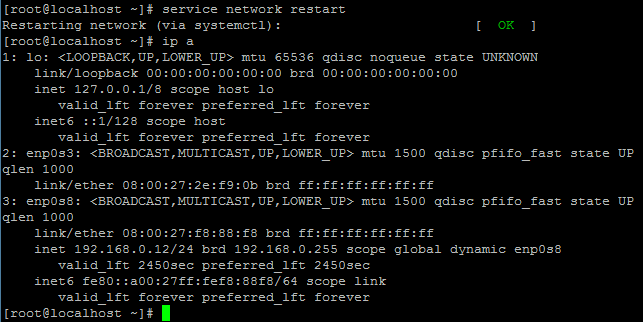 [root@localhost ~]# service network restart
Restarting network (via systemctl):                        [  OK  ]
[root@localhost ~]# ip a
1: lo: <LOOPBACK,UP,LOWER_UP> mtu 65536 qdisc noqueue state UNKNOWN
    link/loopback 00:00:00:00:00:00 brd 00:00:00:00:00:00
    inet 127.0.0.1/8 scope host lo
       valid_lft forever preferred_lft forever
    inet6 ::1/128 scope host
       valid_lft forever preferred_lft forever
2: enp0s3: <BROADCAST,MULTICAST,UP,LOWER_UP> mtu 1500 qdisc pfifo_fast state UP
qlen 1000
    link/ether 08:00:27:2e:f9:0b brd ff:ff:ff:ff:ff:ff
3: enp0s8: <BROADCAST,MULTICAST,UP,LOWER_UP> mtu 1500 qdisc pfifo_fast state UP
qlen 1000
    link/ether 08:00:27:f8:88:f8 brd ff:ff:ff:ff:ff:ff
    inet 192.168.0.12/24 brd 192.168.0.255 scope global dynamic enp0s8
       valid_lft 2450sec preferred_lft 2450sec
    inet6 fe80::a00:27ff:fef8:88f8/64 scope link
       valid_lft forever preferred_lft forever
[root@localhost ~]#